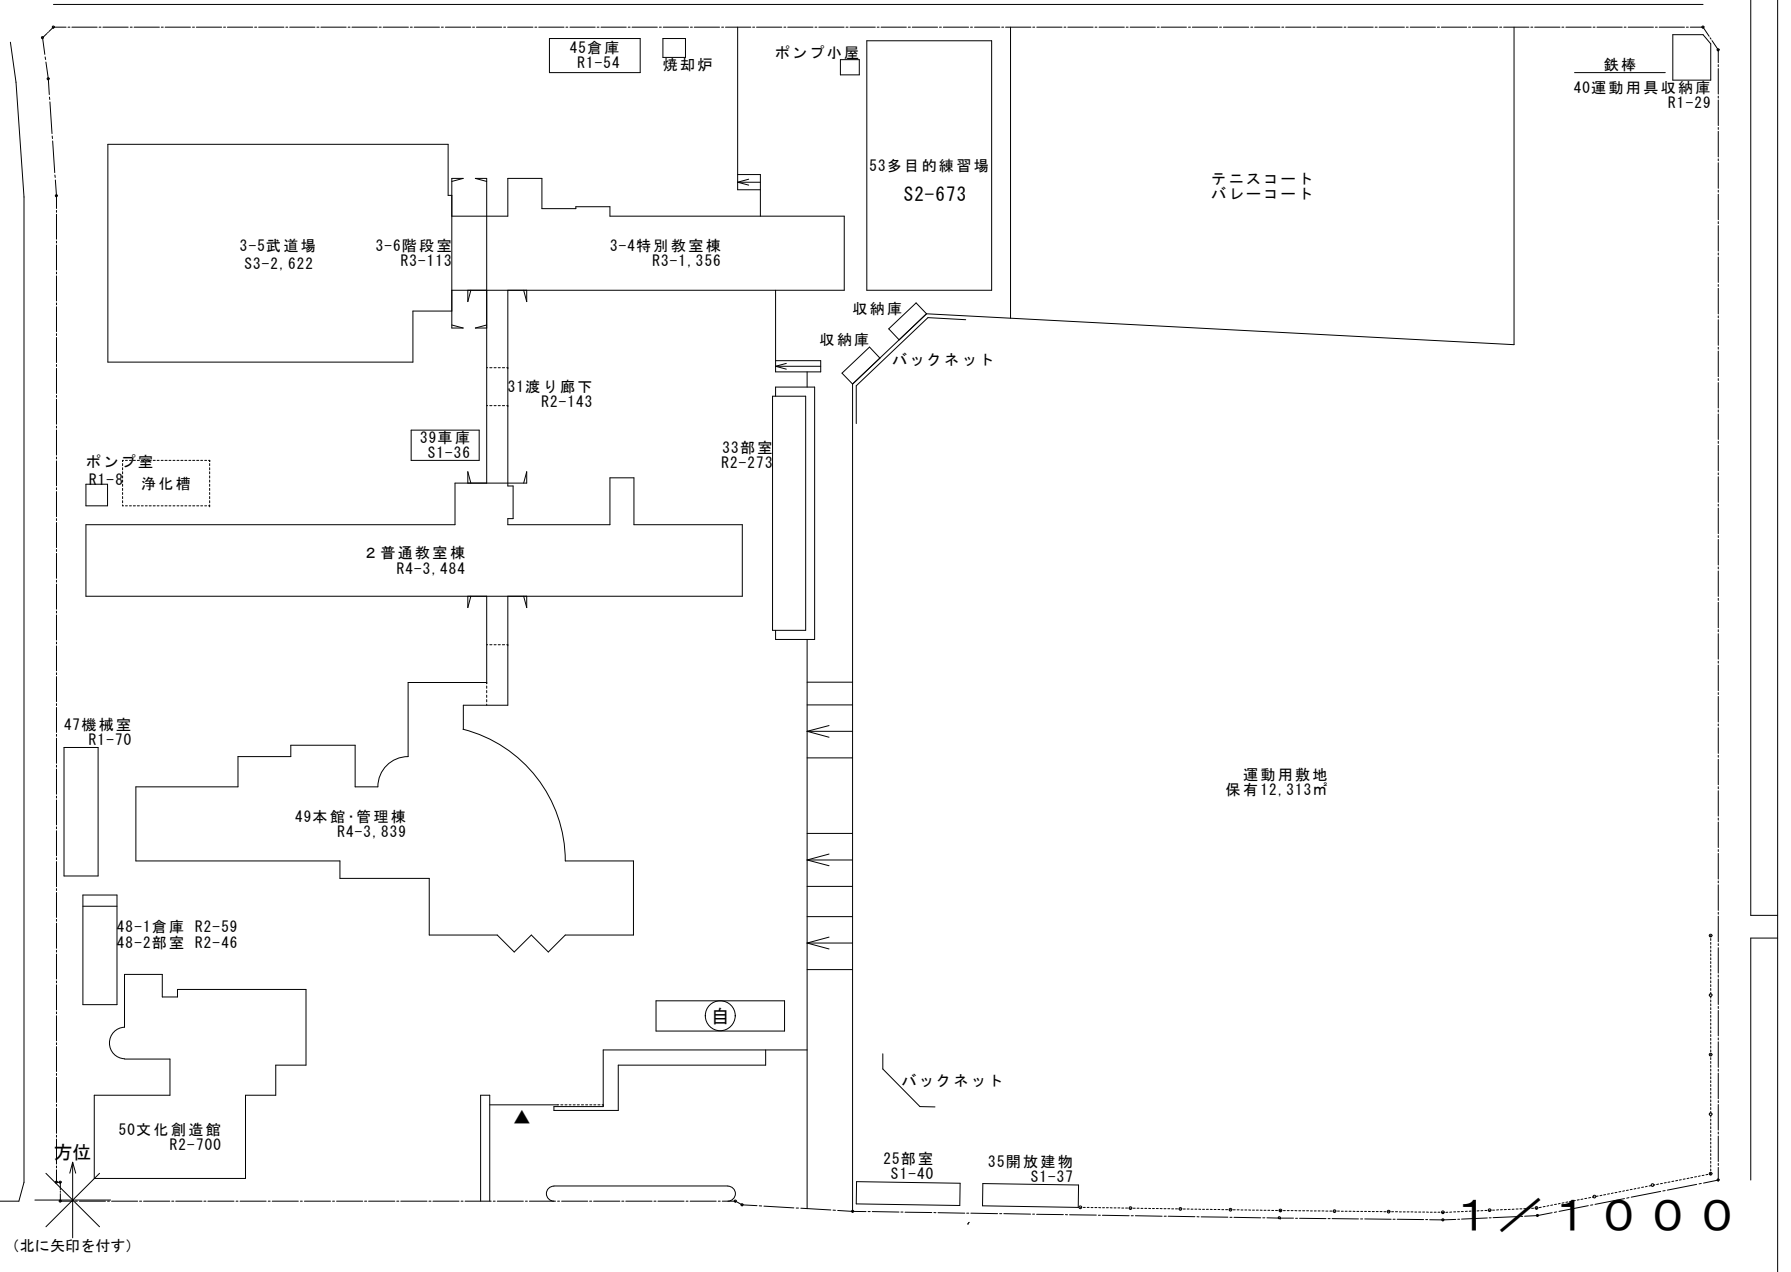 45倉庫
R1-54
焼却炉
ポンプ小屋
鉄棒
40運動用具収納庫
R1-29
53多目的練習場
S2-673
テニスコート
バレーコート
3-5武道場
S3-2,622
3-6階段室
R3-113
3-4特別教室棟
R3-1,356
収納庫
収納庫
バックネット
31渡り廊下
R2-143
39車庫
S1-36
33部室
R2-273
ポンプ室
R1-8
浄化槽
2普通教室棟
R4-3,484
47機械室
R1-70
運動用敷地
保有12,313㎡
49本館・管理棟
R4-3,839
48-1倉庫 R2-59
48-2部室 R2-46
自
バックネット
50文化創造館
R2-700
方位
25部室
S1-40
35開放建物
S1-37
1/1000
(北に矢印を付す)